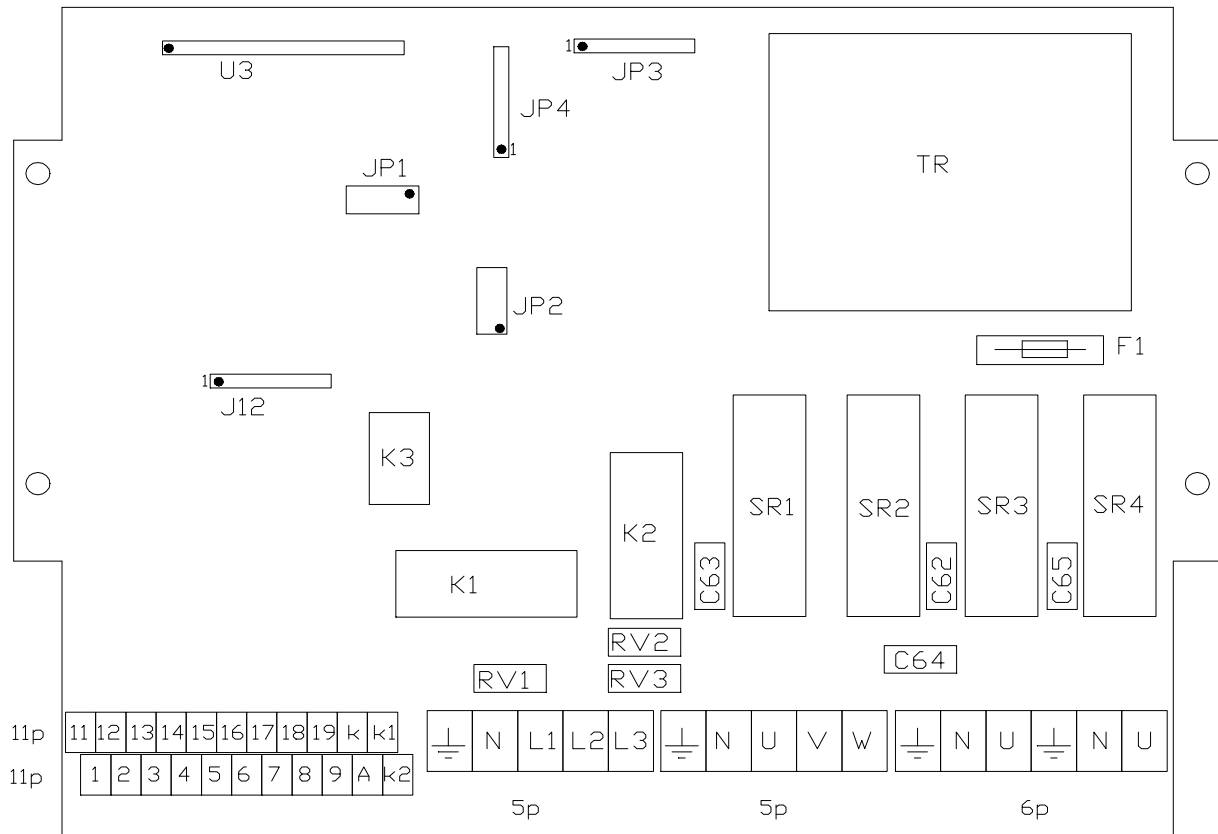 U3
1
JP3
JP4
1
TR
JP1
JP2
F1
1
J12
K3
K2
SR1
SR2
SR3
SR4
C63
C62
C65
K1
RV2
C64
RV1
RV3
11p 11 12 13 14 15 16 17 18 19 k k1
N L1 L2 L3 N U V W N U N U
11p 1 2 3 4 5 6 7 8 9 A k2
5p 5p 6p